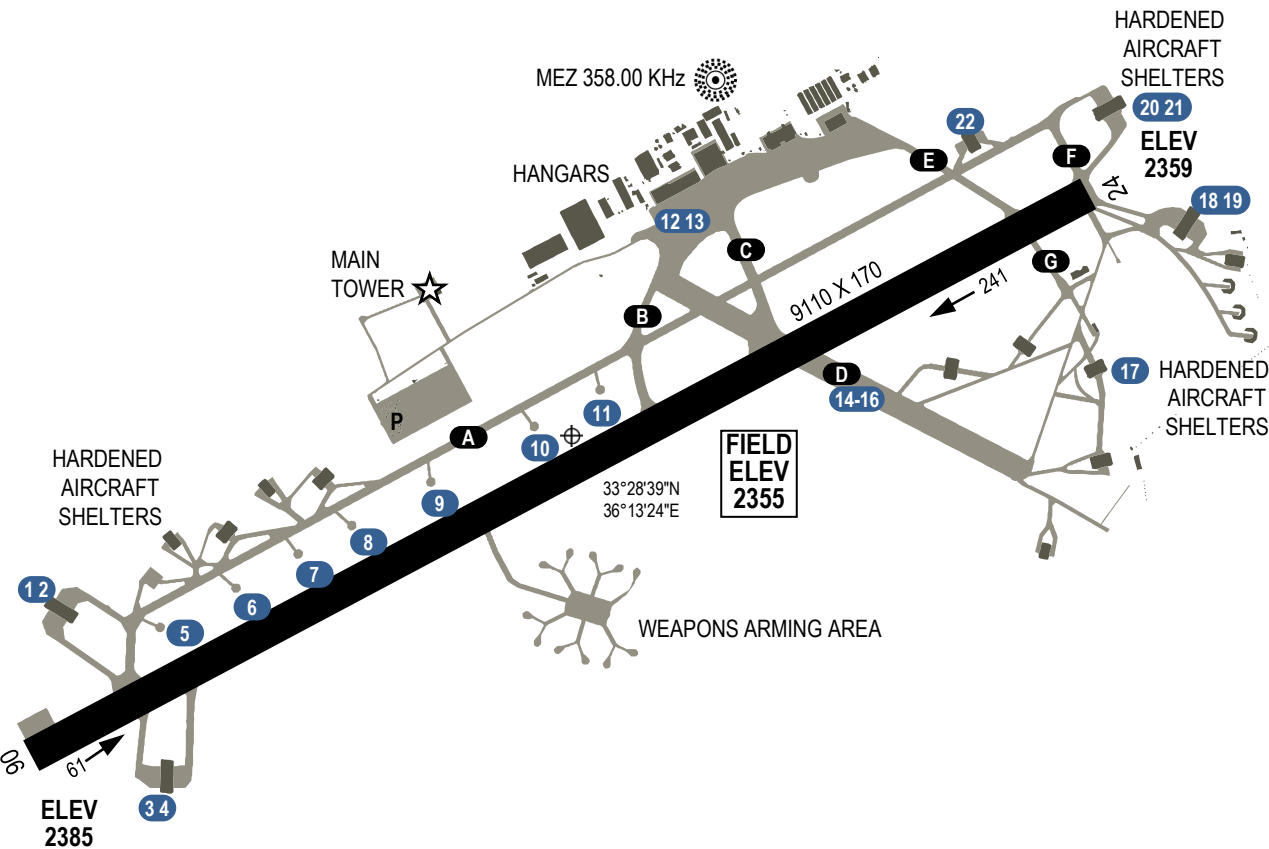 HARDENED
AIRCRAFT
SHELTERS
MEZ 358.00 KHz
20 21
22
ELEV
2359
E
F
24
HANGARS
18 19
12 13
C
G
MAIN
TOWER
241
9110 X 170
B
D
17
HARDENED
AIRCRAFT
SHELTERS
14-16
11
P
A
10
FIELD
ELEV
2355
HARDENED
AIRCRAFT
SHELTERS
33°28'39"N
36°13'24"E
9
8
7
1 2
6
5
WEAPONS ARMING AREA
06
61
3 4
ELEV
2385